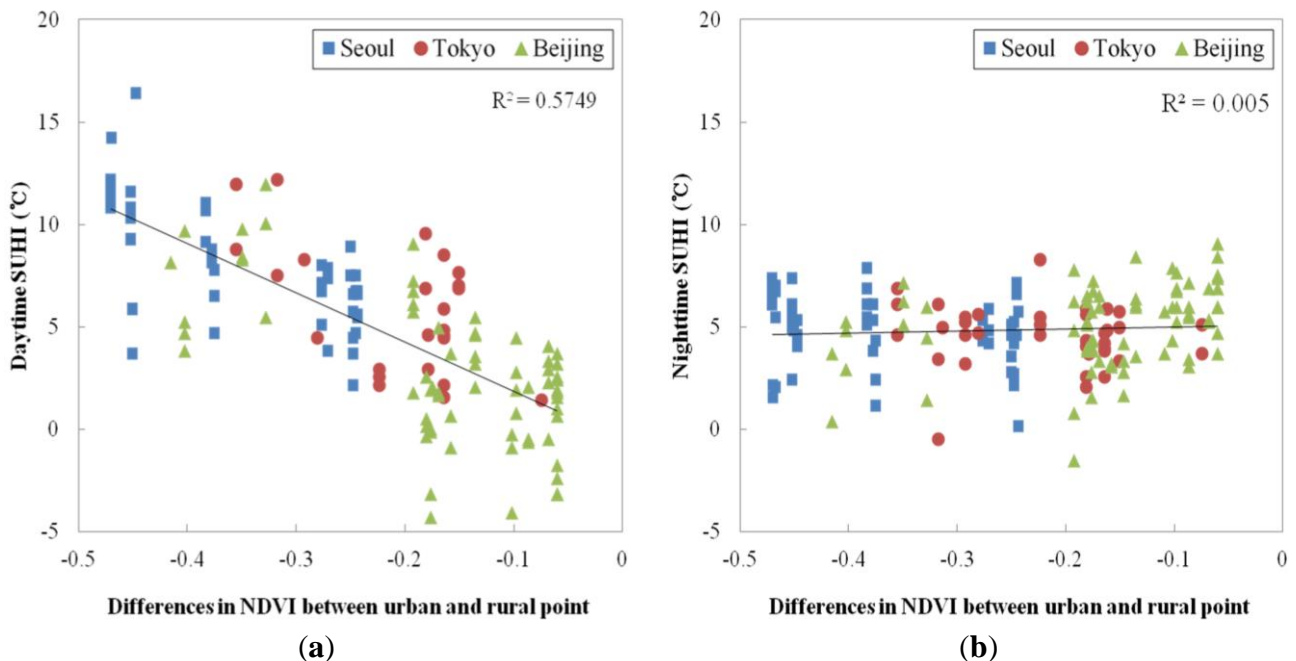 20
15
10
5
0
-5
Daytime SUHI (℃)
Seoul Tokyo Beijing
R² = 0.5749
-0.5 -0.4 -0.3 -0.2 -0.1 0
Differences in NDVI between urban and rural point
(a)
20
15
10
5
0
-5
Nighttime SUHI (℃)
Seoul Tokyo Beijing
R² = 0.005
-0.5 -0.4 -0.3 -0.2 -0.1 0
Differences in NDVI between urban and rural point
(b)